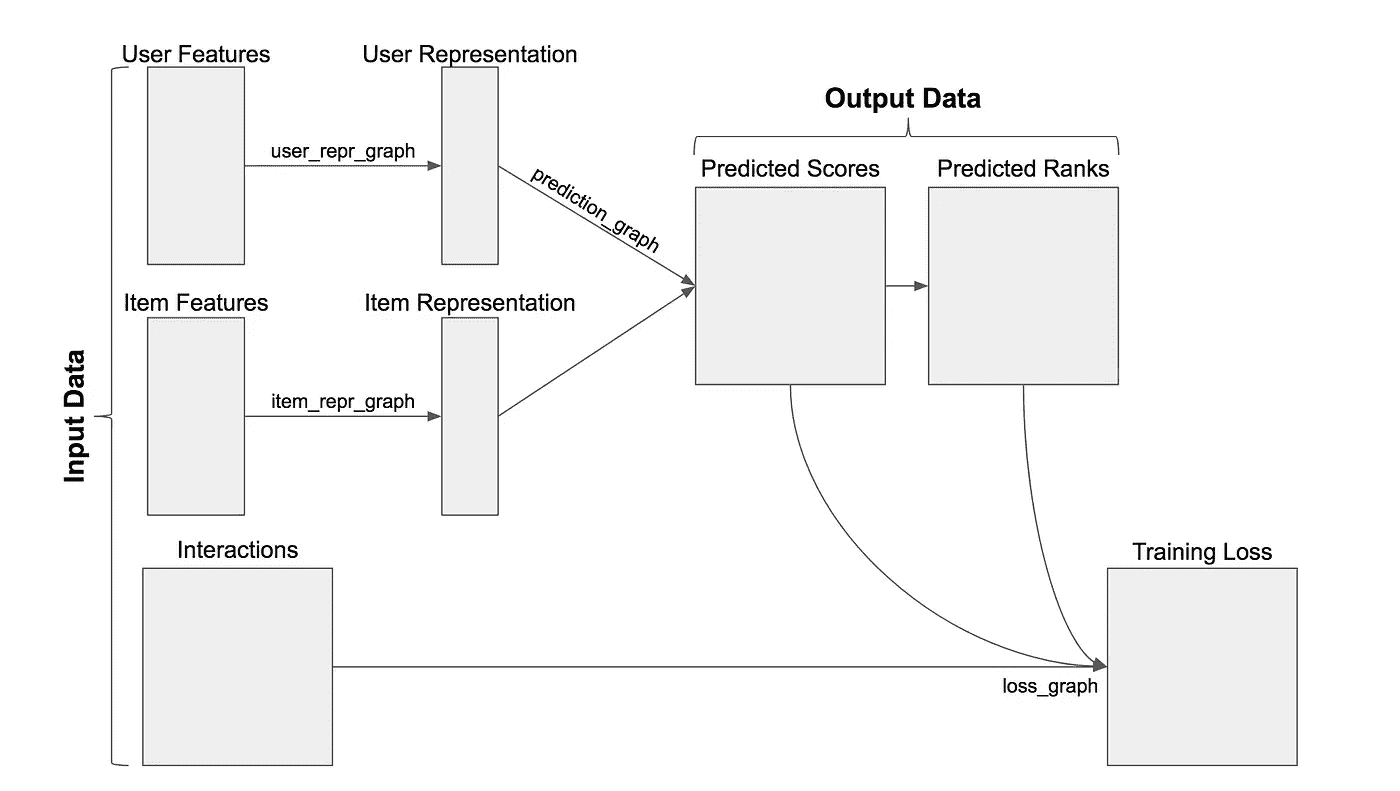 User Features
User Representation
Output Data
user_repr_graph
prediction_graph
Predicted Scores
Predicted Ranks
Item Features
Item Representation
Input Data
item_repr_graph
Interactions
Training Loss
loss_graph